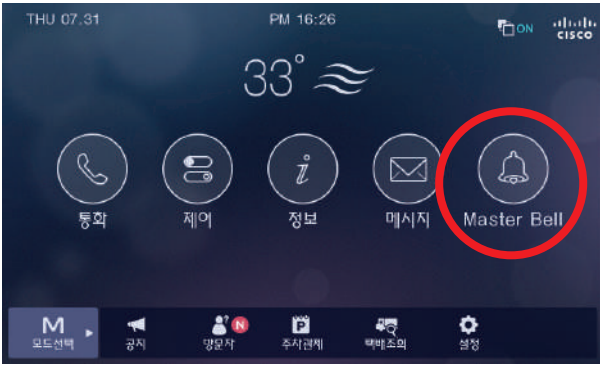 THU 07.31
PM 16:26
ON
cisco
33°
통화
제어
정보
메시지
Master Bell
M
모드선택
공지
N
방문자
P
주차관제
택배조회
설정